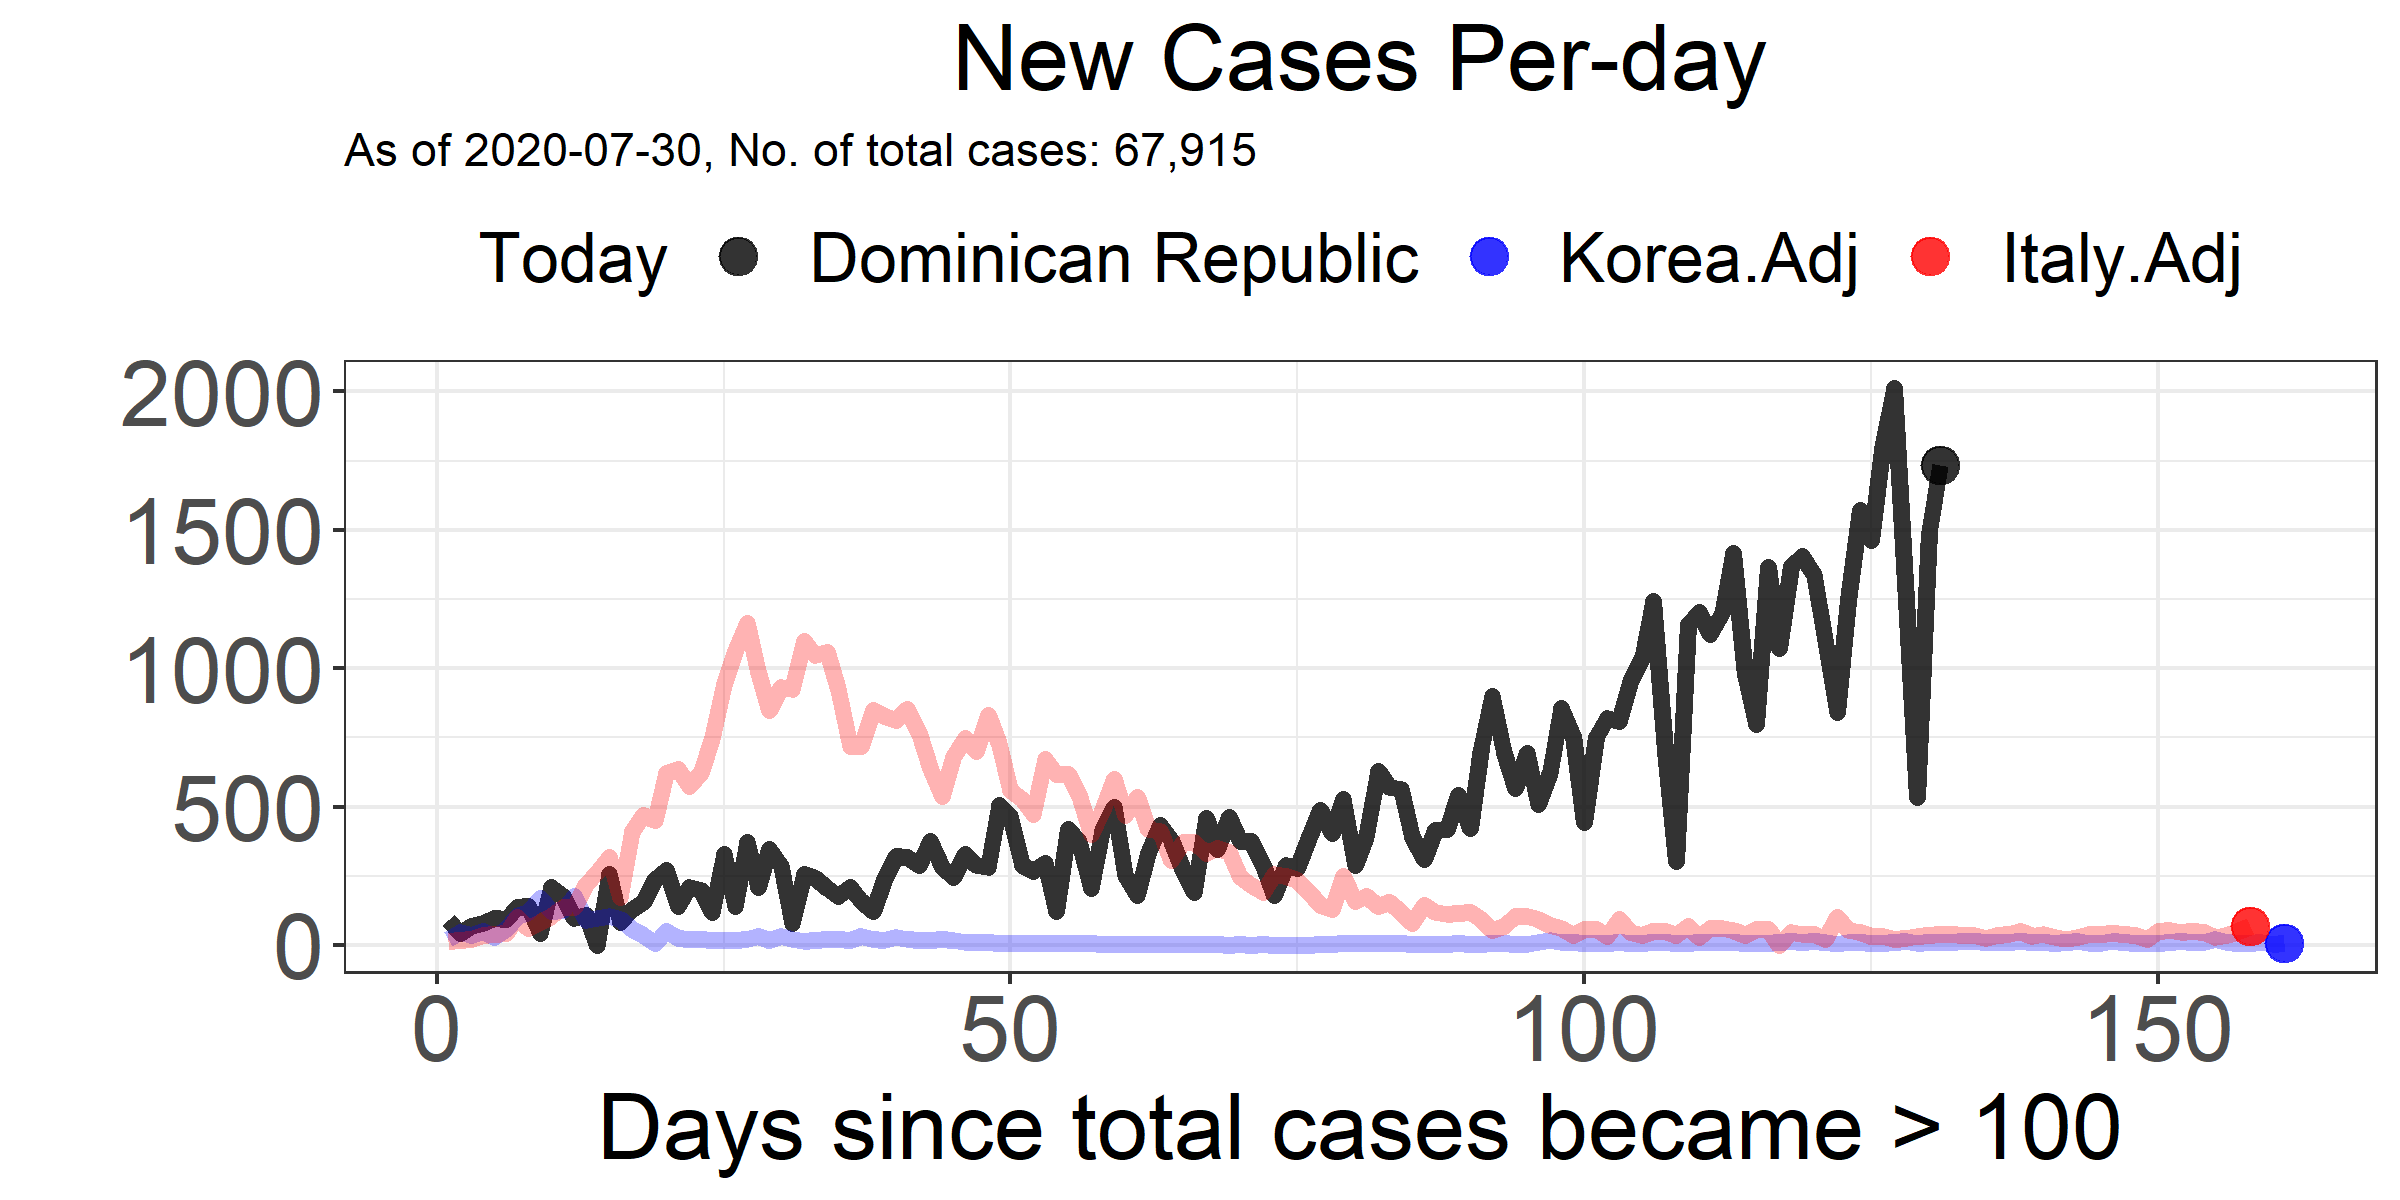 New Cases Per-day
As of 2020-07-30, No. of total cases: 67,915
Today Dominican Republic Korea.Adj Italy.Adj
2000
1500
1000
500
0
0 50 100 150
Days since total cases became > 100